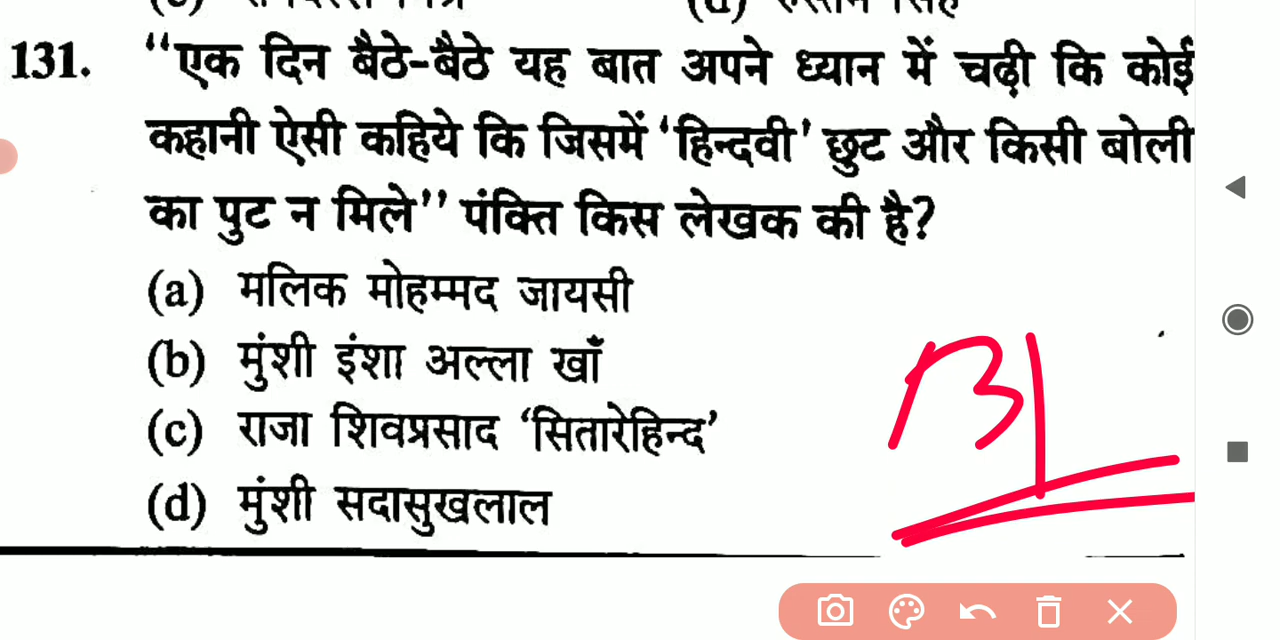 131. “एक दिन बैठे-बैठे यह बात अपने ध्यान में चढ़ी कि कोई
कहानी ऐसी कहिये कि जिसमें ‘हिन्दवी’ छुट और किसी बोली
का पुट न मिले’’ पंक्ति किस लेखक की है?
(a) मलिक मोहम्मद जायसी
(b) मुंशी इंशा अल्ला खाँ
(c) राजा शिवप्रसाद ‘सितारेहिन्द’
(d) मुंशी सदासुखलाल
131